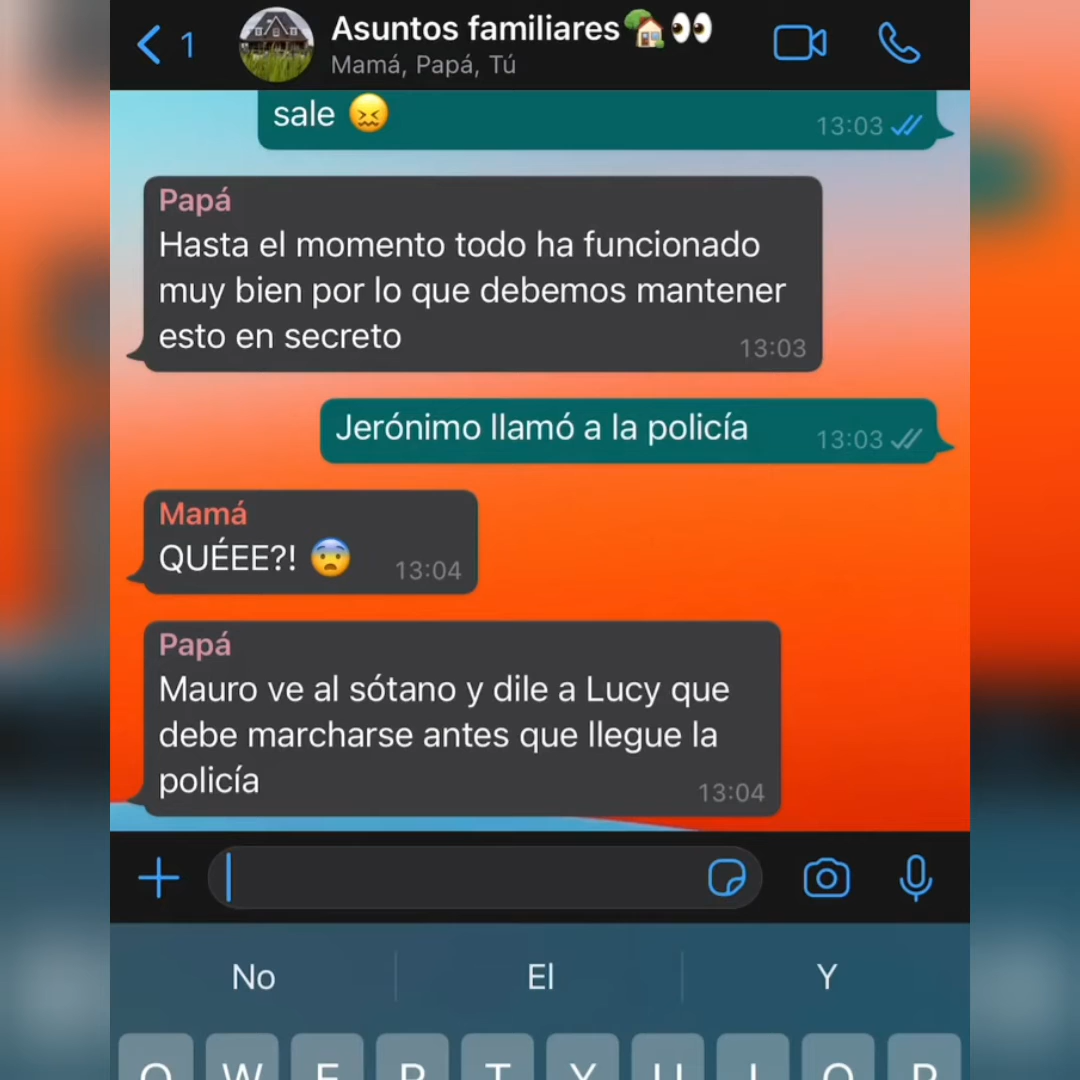 1
Asuntos familiares🏡👀
Mamá, Papá, Tú
sale 😖
13:03
Papá
Hasta el momento todo ha funcionado
muy bien por lo que debemos mantener
esto en secreto
13:03
Jerónimo llamó a la policía
13:03
Mamá
QUÉEE?! 😨
13:04
Papá
Mauro ve al sótano y dile a Lucy que
debe marcharse antes que llegue la
policía
13:04
No El Y
Q W E R T Y U I O P